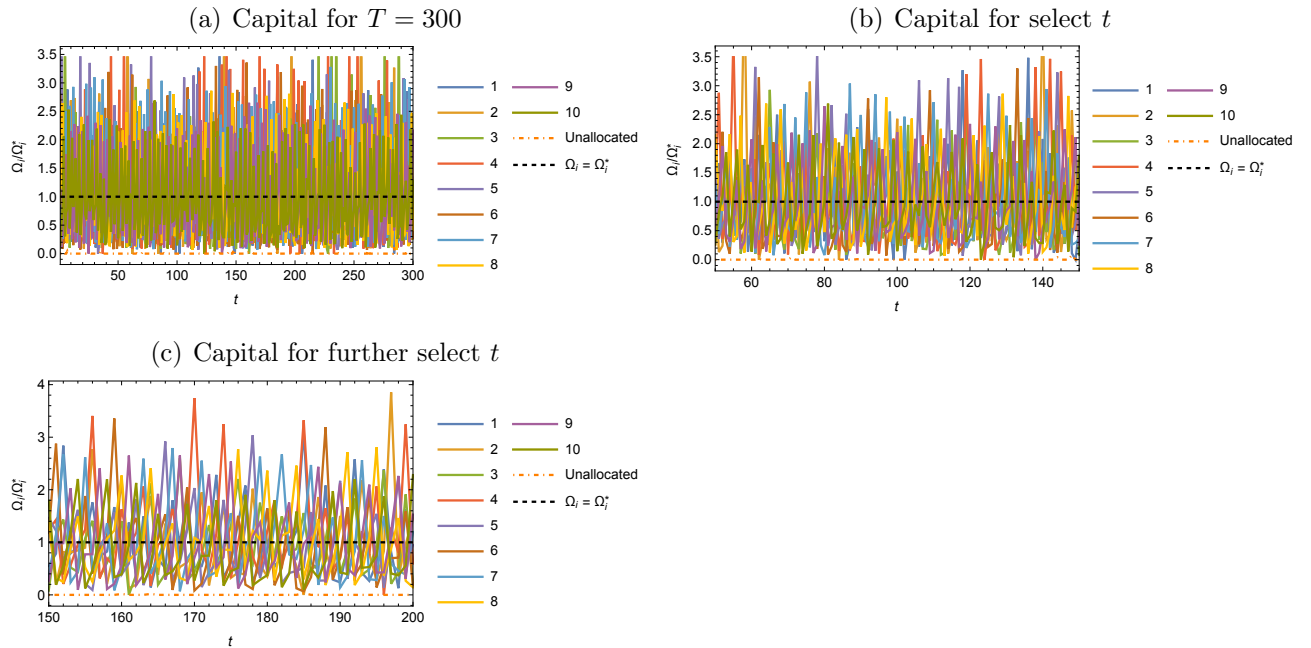 (a) Capital for T = 300
3.5
3.0
2.5
2.0
1.5
1.0
0.5
0.0
Ω_i/Ω_i^*
50 100 150 200 250 300
t
1 9
2 10
3 Unallocated
4 Ω_i = Ω_i^*
5
6
7
8
(b) Capital for select t
3.5
3.0
2.5
2.0
1.5
1.0
0.5
0.0
Ω_i/Ω_i^*
60 80 100 120 140
t
1 9
2 10
3 Unallocated
4 Ω_i = Ω_i^*
5
6
7
8
(c) Capital for further select t
4
3
2
1
0
Ω_i/Ω_i^*
150 160 170 180 190 200
t
1 9
2 10
3 Unallocated
4 Ω_i = Ω_i^*
5
6
7
8